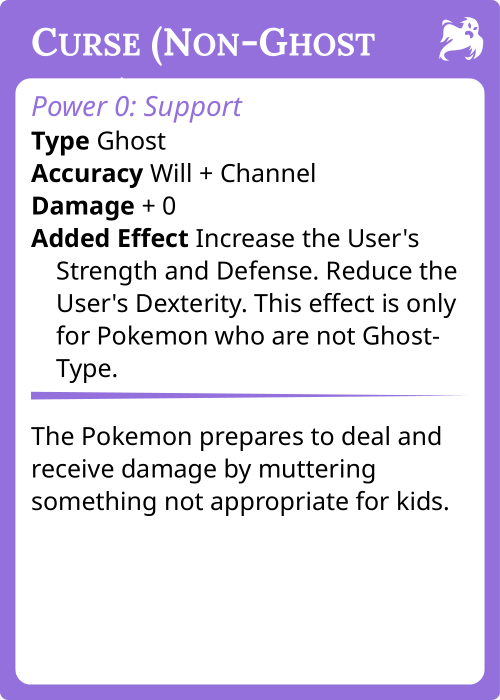 Curse (Non-Ghost
Power 0: Support
Type Ghost
Accuracy Will + Channel
Damage + 0
Added Effect Increase the User's
Strength and Defense. Reduce the
User's Dexterity. This effect is only
for Pokemon who are not Ghost-
Type.
The Pokemon prepares to deal and
receive damage by muttering
something not appropriate for kids.